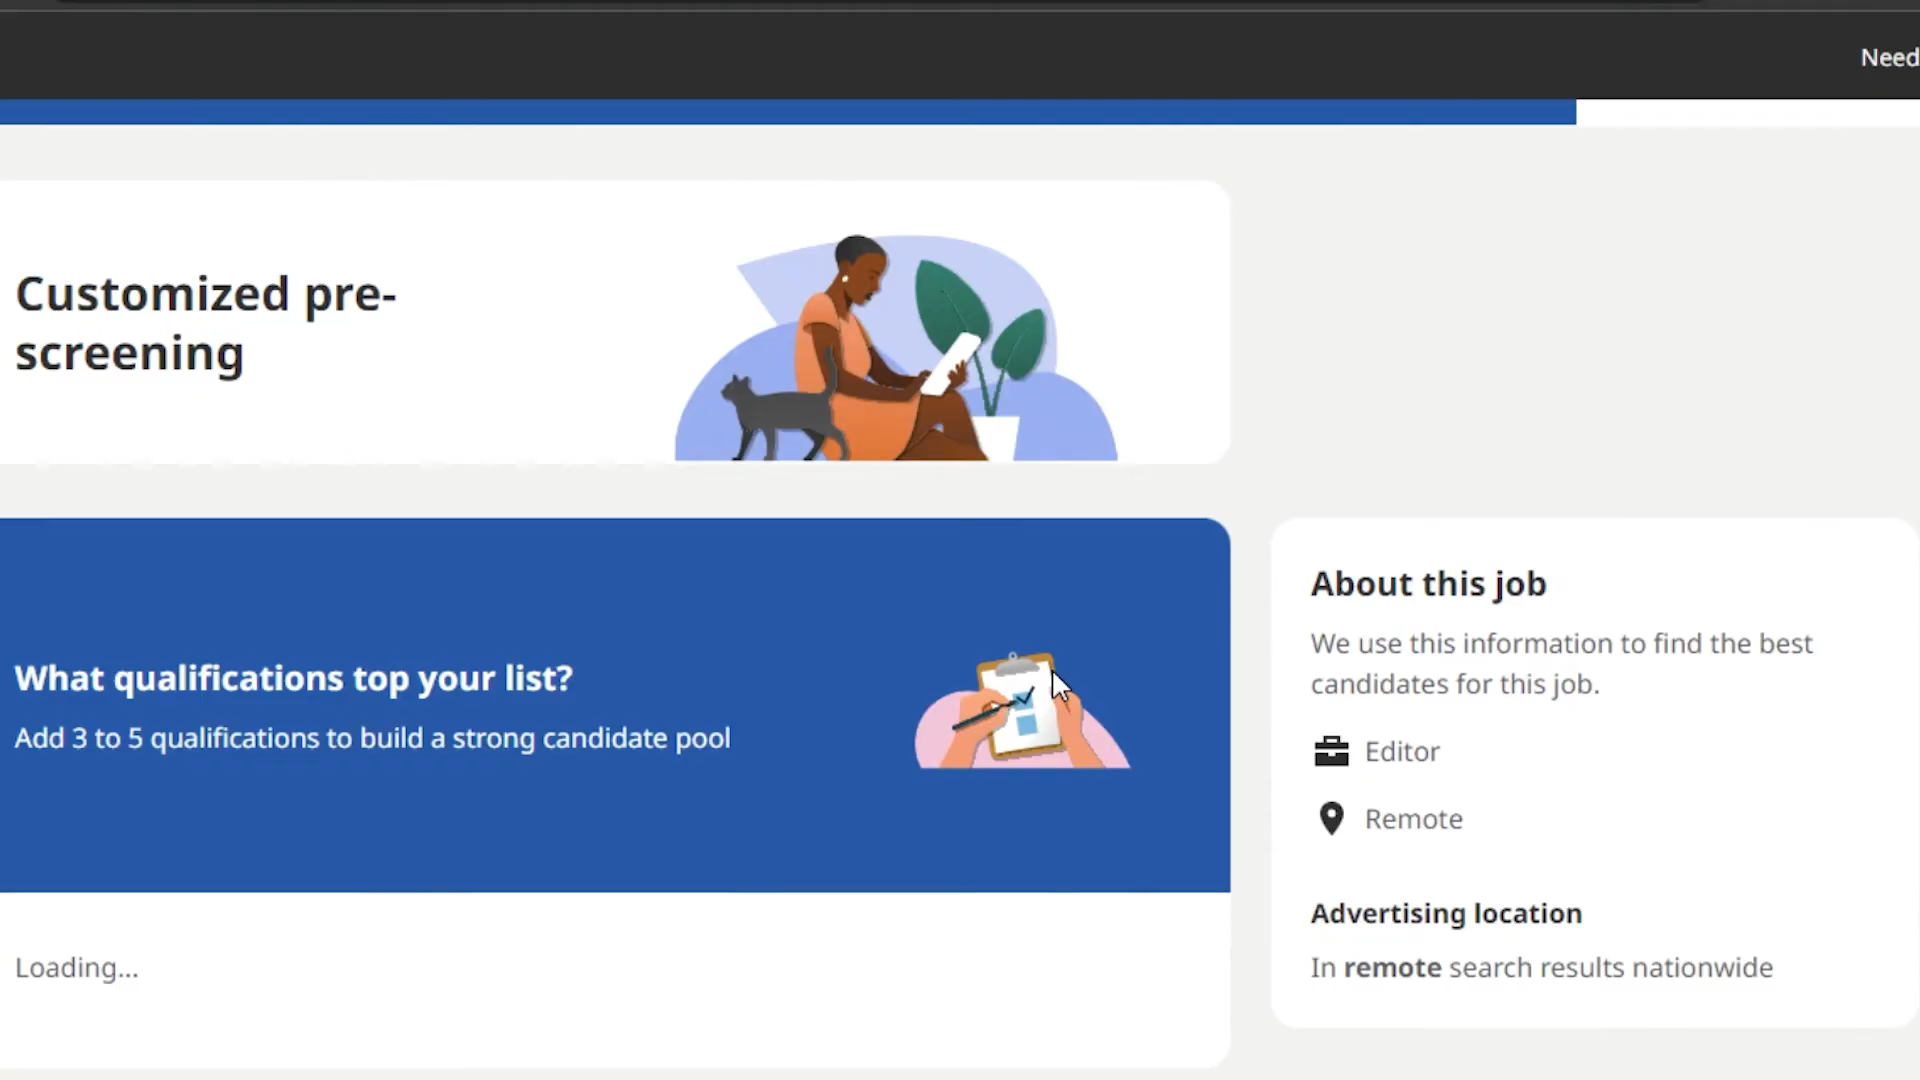 Need
Customized pre-
screening
What qualifications top your list?
Add 3 to 5 qualifications to build a strong candidate pool
Loading...
About this job
We use this information to find the best
candidates for this job.
Editor
Remote
Advertising location
In remote search results nationwide